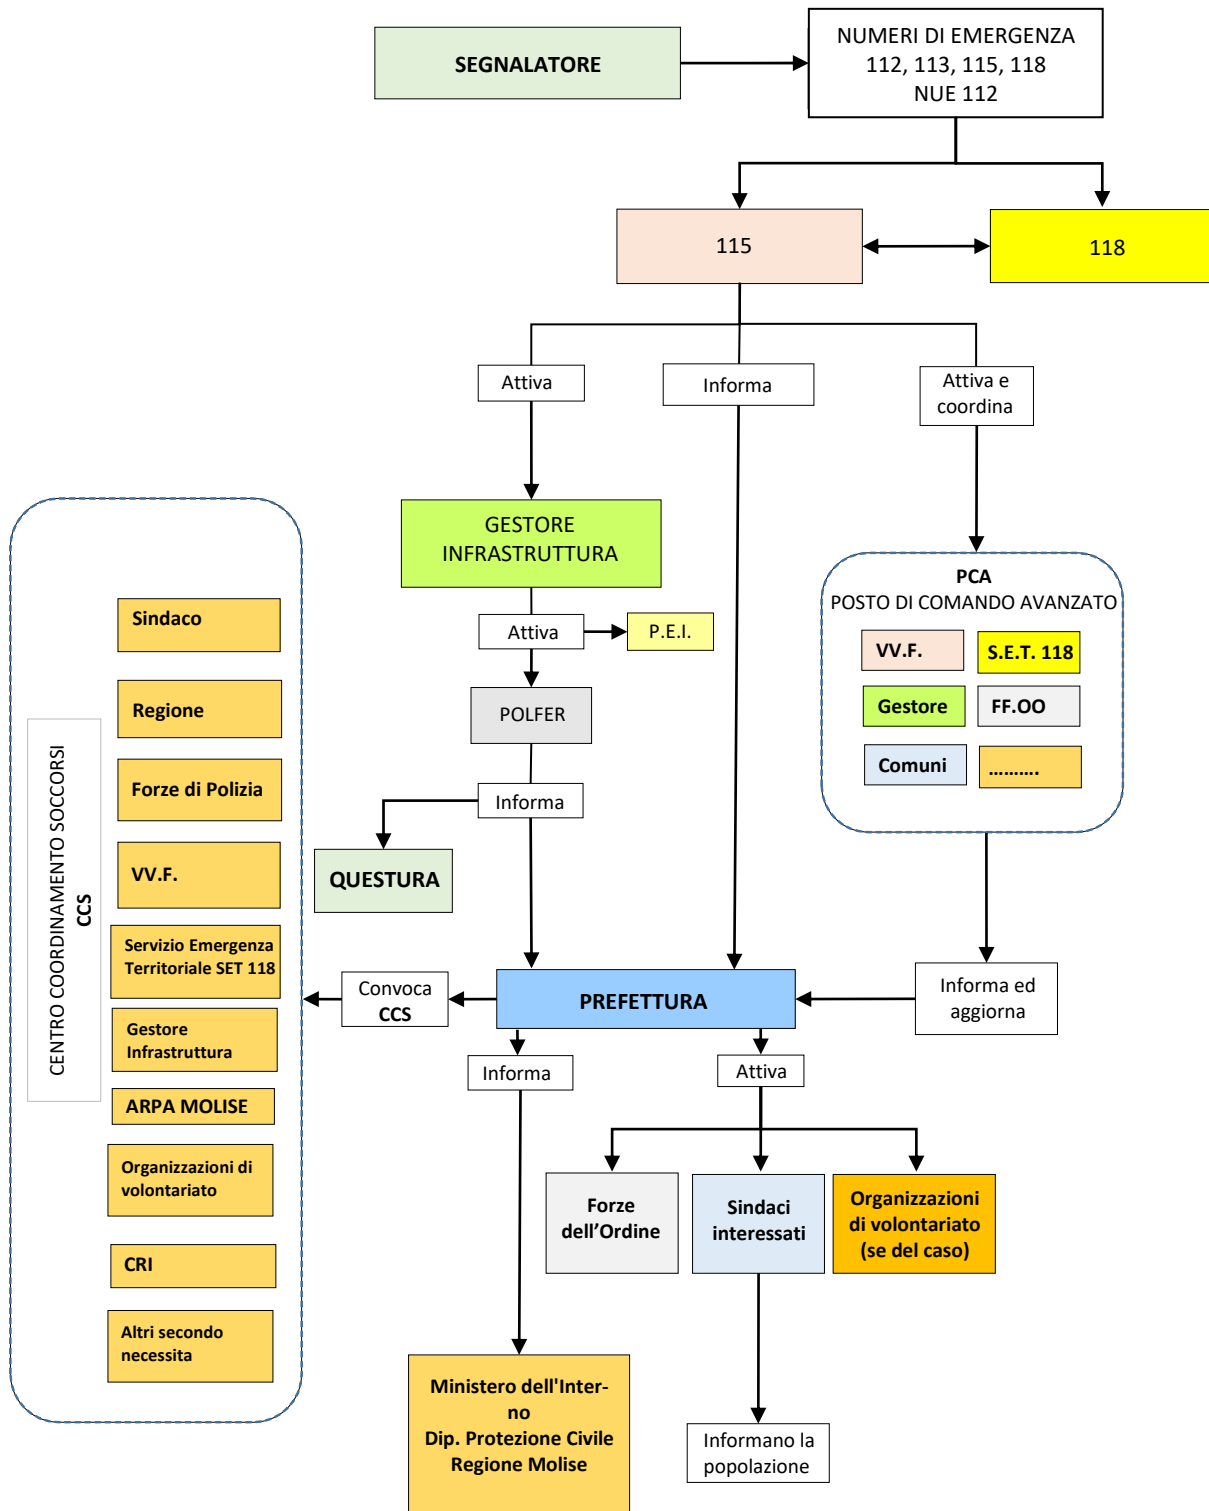 SEGNALATORE
NUMERI DI EMERGENZA
112, 113, 115, 118
NUE 112
115
118
Attiva
Informa
Attiva e
coordina
GESTORE
INFRASTRUTTURA
Attiva
P.E.I.
POLFER
Informa
QUESTURA
PCA
POSTO DI COMANDO AVANZATO
VV.F.
S.E.T. 118
Gestore
FF.OO
Comuni
..........
CENTRO COORDINAMENTO SOCCORSI
CCS
Sindaco
Regione
Forze di Polizia
VV.F.
Servizio Emergenza
Territoriale SET 118
Gestore
Infrastruttura
ARPA MOLISE
Organizzazioni di
volontariato
CRI
Altri secondo
necessita
Convoca
CCS
PREFETTURA
Informa ed
aggiorna
Informa
Attiva
Forze
dell’Ordine
Sindaci
interessati
Organizzazioni
di volontariato
(se del caso)
Ministero dell'Inter-
no
Dip. Protezione Civile
Regione Molise
Informano la
popolazione